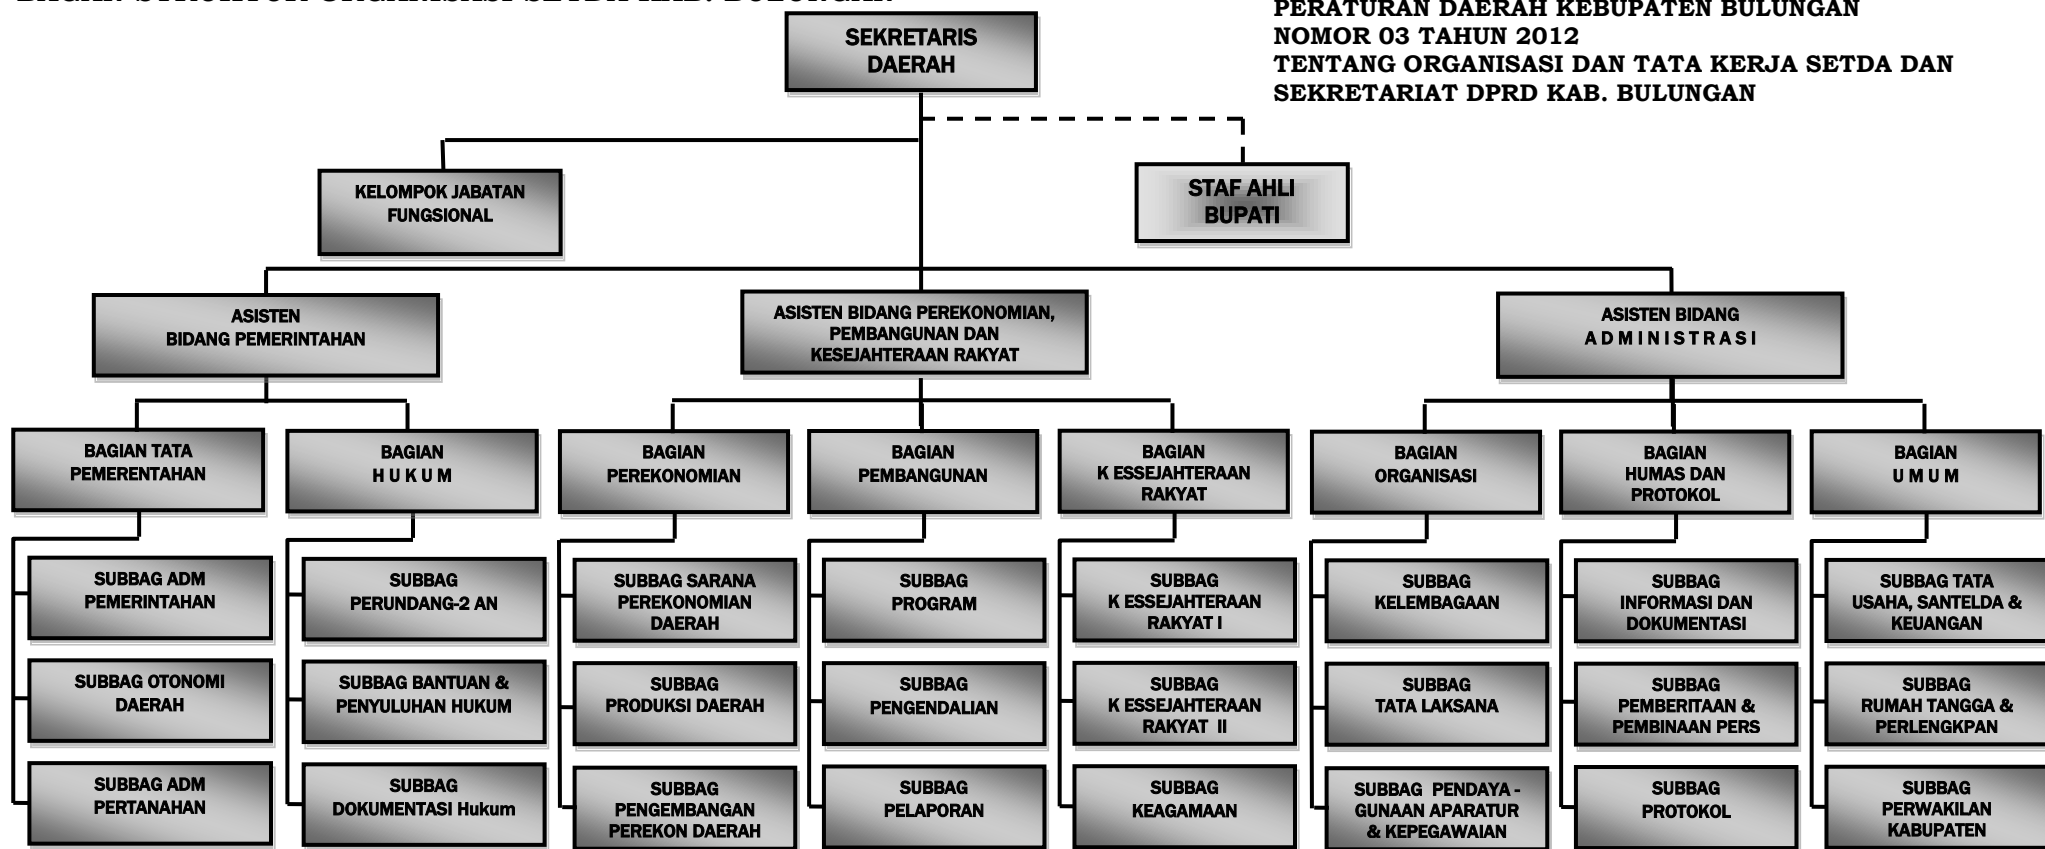 BAGAN STRUKTUR ORGANISASI SETDA KAB. BULUNGAN
PERATURAN DAERAH KEBUPATEN BULUNGAN
NOMOR 03 TAHUN 2012
TENTANG ORGANISASI DAN TATA KERJA SETDA DAN
SEKRETARIAT DPRD KAB. BULUNGAN
SEKRETARIS
DAERAH
KELOMPOK JABATAN
FUNGSIONAL
STAF AHLI
BUPATI
ASISTEN
BIDANG PEMERINTAHAN
ASISTEN BIDANG PEREKONOMIAN,
PEMBANGUNAN DAN
KESEJAHTERAAN RAKYAT
ASISTEN BIDANG
A D M I N I S T R A S I
BAGIAN TATA
PEMERENTAHAN
BAGIAN
H U K U M
BAGIAN
PEREKONOMIAN
BAGIAN
PEMBANGUNAN
BAGIAN
K ESSEJAHTERAAN
RAKYAT
BAGIAN
ORGANISASI
BAGIAN
HUMAS DAN
PROTOKOL
BAGIAN
U M U M
SUBBAG ADM
PEMERINTAHAN
SUBBAG
PERUNDANG-2 AN
SUBBAG SARANA
PEREKONOMIAN
DAERAH
SUBBAG
PROGRAM
SUBBAG
K ESSEJAHTERAAN
RAKYAT I
SUBBAG
KELEMBAGAAN
SUBBAG
INFORMASI DAN
DOKUMENTASI
SUBBAG TATA
USAHA, SANTELDA &
KEUANGAN
SUBBAG OTONOMI
DAERAH
SUBBAG BANTUAN &
PENYULUHAN HUKUM
SUBBAG
PRODUKSI DAERAH
SUBBAG
PENGENDALIAN
SUBBAG
K ESSEJAHTERAAN
RAKYAT II
SUBBAG
TATA LAKSANA
SUBBAG
PEMBERITAAN &
PEMBINAAN PERS
SUBBAG
RUMAH TANGGA &
PERLENGKPAN
SUBBAG ADM
PERTANAHAN
SUBBAG
DOKUMENTASI Hukum
SUBBAG
PENGEMBANGAN
PEREKON DAERAH
SUBBAG
PELAPORAN
SUBBAG
KEAGAMAAN
SUBBAG PENDAYA -
GUNAAN APARATUR
& KEPEGAWAIAN
SUBBAG
PROTOKOL
SUBBAG
PERWAKILAN
KABUPATEN